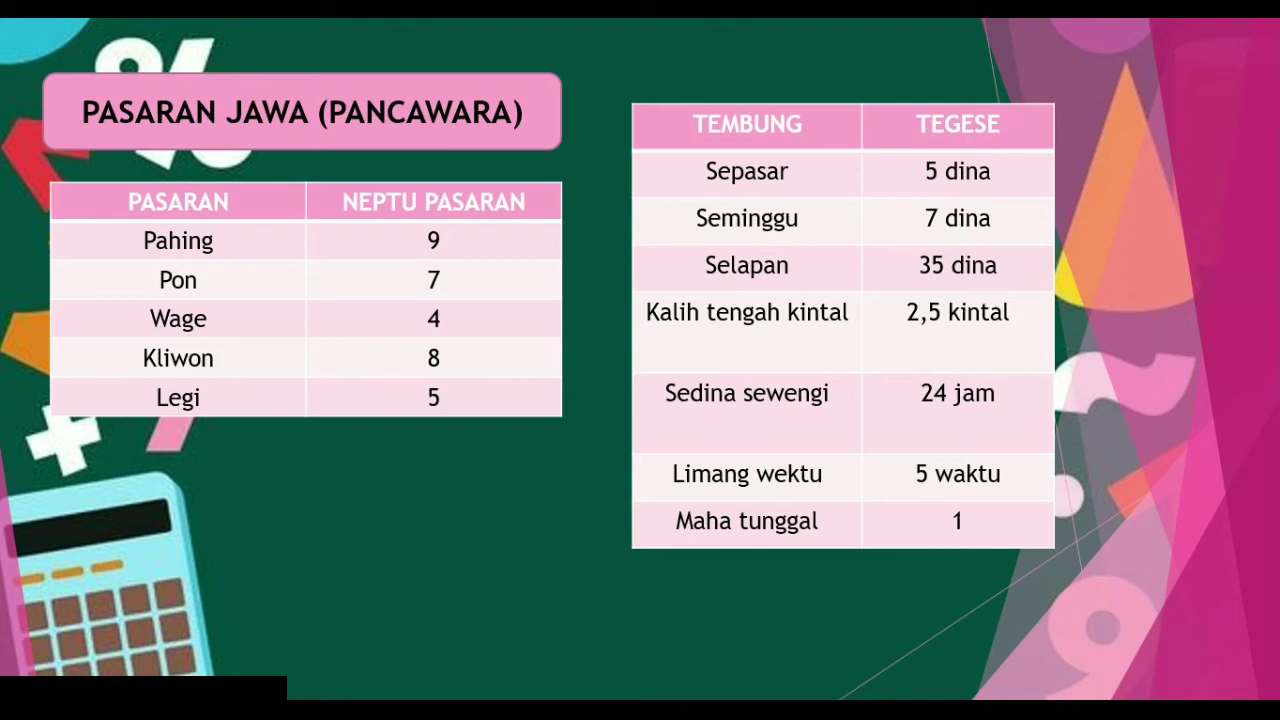 PASARAN JAWA (PANCAWARA)
PASARAN NEPTU PASARAN
Pahing 9
Pon 7
Wage 4
Kliwon 8
Legi 5
TEMBUNG TEGESE
Sepasar 5 dina
Seminggu 7 dina
Selapan 35 dina
Kalih tengah kintal 2,5 kintal
Sedina sewengi 24 jam
Limang wektu 5 waktu
Maha tunggal 1